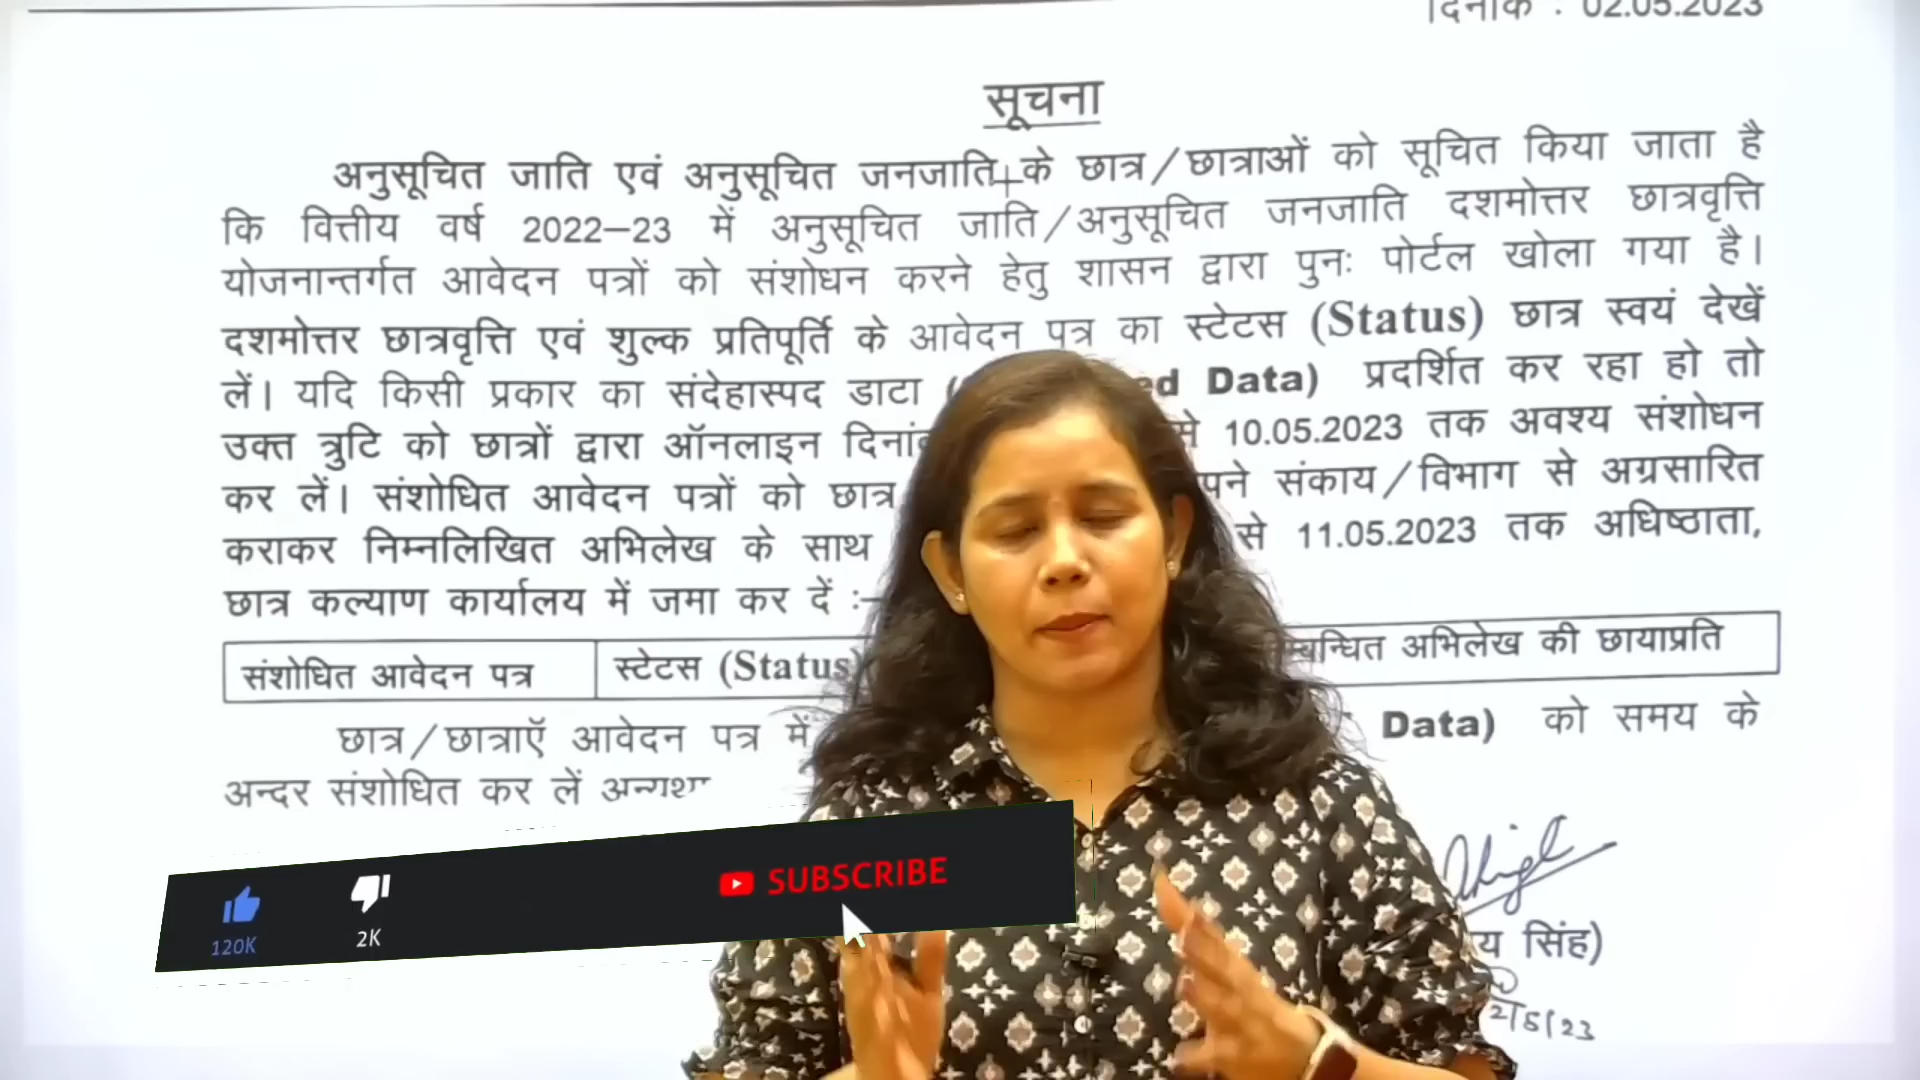 दिनांक : 02.05.2023
सूचना
अनुसूचित जाति एवं अनुसूचित जनजाति के छात्र/छात्राओं को सूचित किया जाता है
कि वित्तीय वर्ष 2022–23 में अनुसूचित जाति/अनुसूचित जनजाति दशमोत्तर छात्रवृत्ति
योजनान्तर्गत आवेदन पत्रों को संशोधन करने हेतु शासन द्वारा पुनः पोर्टल खोला गया है।
दशमोत्तर छात्रवृत्ति एवं शुल्क प्रतिपूर्ति के आवेदन पत्र का स्टेटस (Status) छात्र स्वयं देखें
लें। यदि किसी प्रकार का संदेहास्पद डाटा Data) प्रदर्शित कर रहा हो तो
उक्त त्रुटि को छात्रों द्वारा ऑनलाइन से 10.05.2023 तक अवश्य संशोधन
कर लें। संशोधित आवेदन पत्रों को छात्र संकाय/विभाग से अग्रसारित
कराकर निम्नलिखित अभिलेख के साथ से 11.05.2023 तक अधिष्ठाता,
छात्र कल्याण कार्यालय में जमा कर दें :–
संशोधित आवेदन पत्र स्टेटस (Status) अभिलेख की छायाप्रति
छात्र/छात्राऍ आवेदन पत्र में Data) को समय के
अन्दर संशोधित कर लें
सिंह)
2/5/23
120K 2K SUBSCRIBE